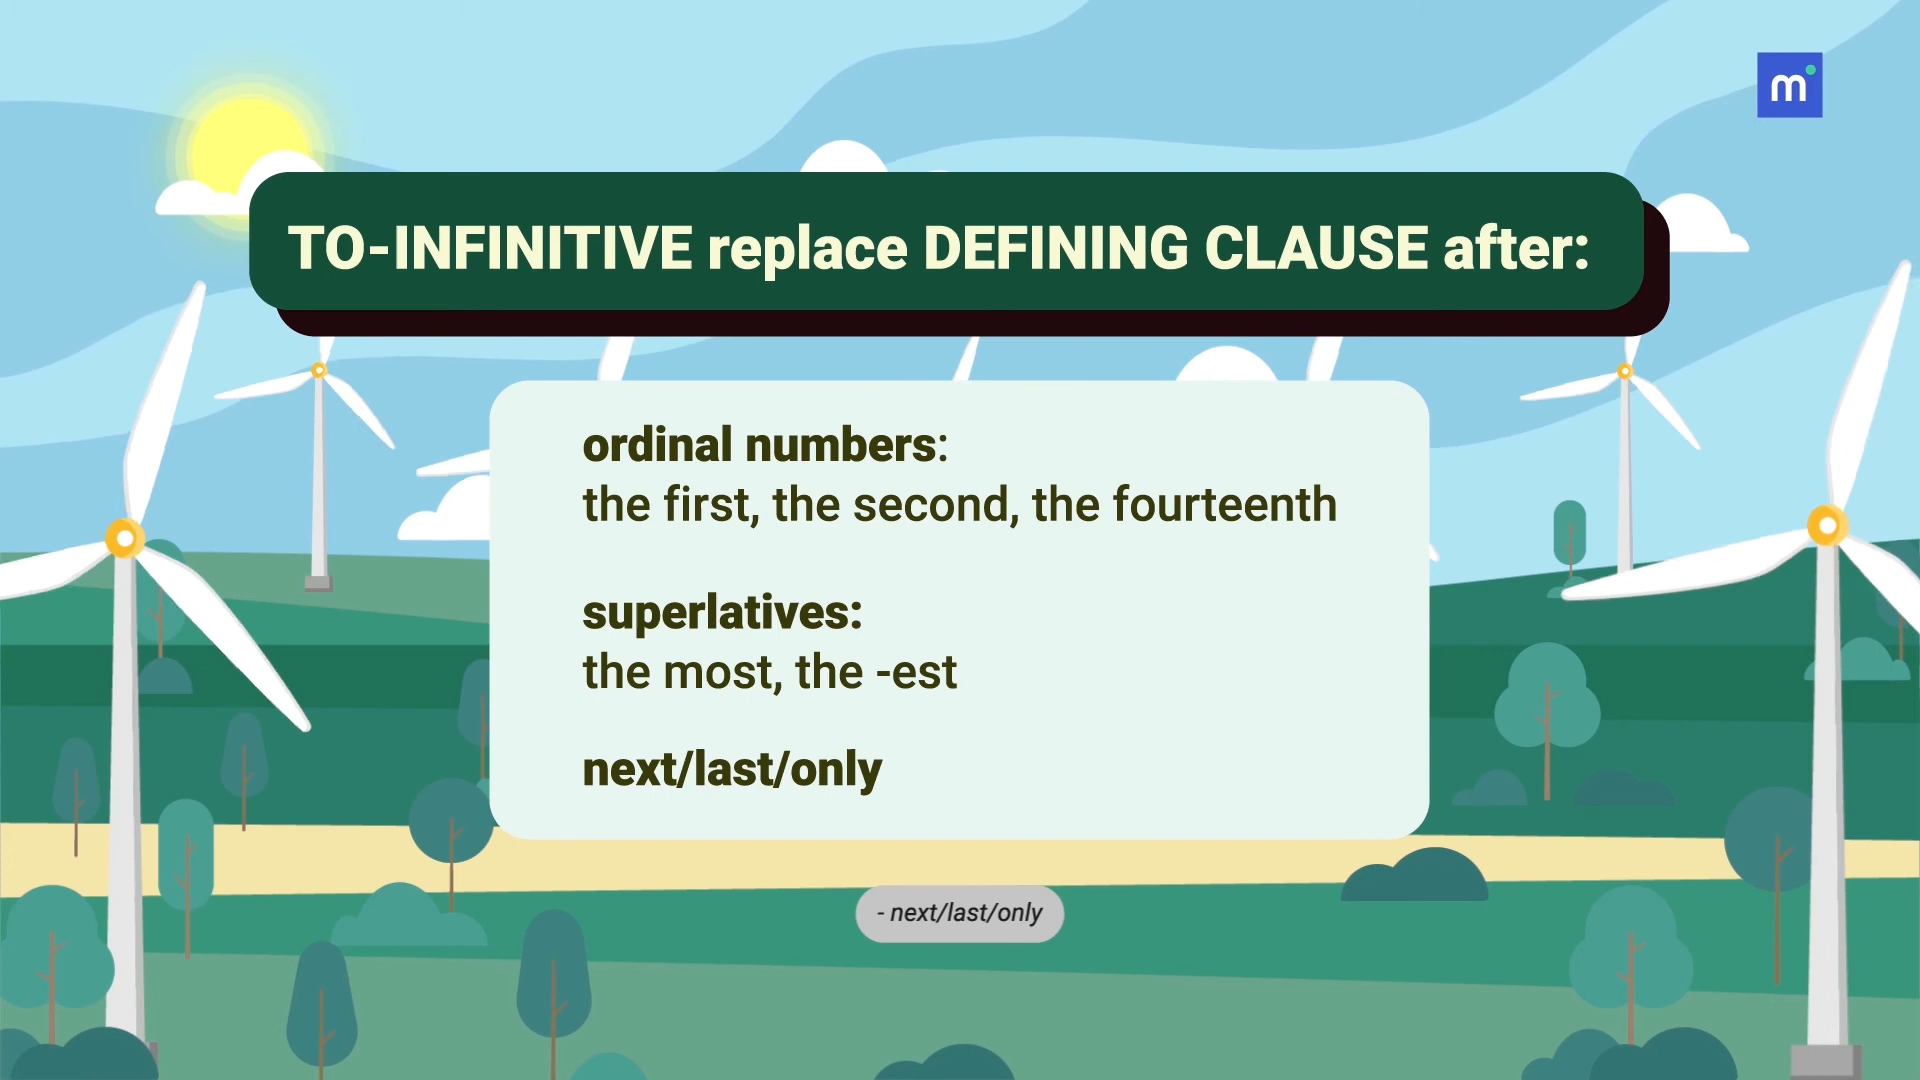 m
TO-INFINITIVE replace DEFINING CLAUSE after:
ordinal numbers:
the first, the second, the fourteenth
superlatives:
the most, the -est
next/last/only
- next/last/only